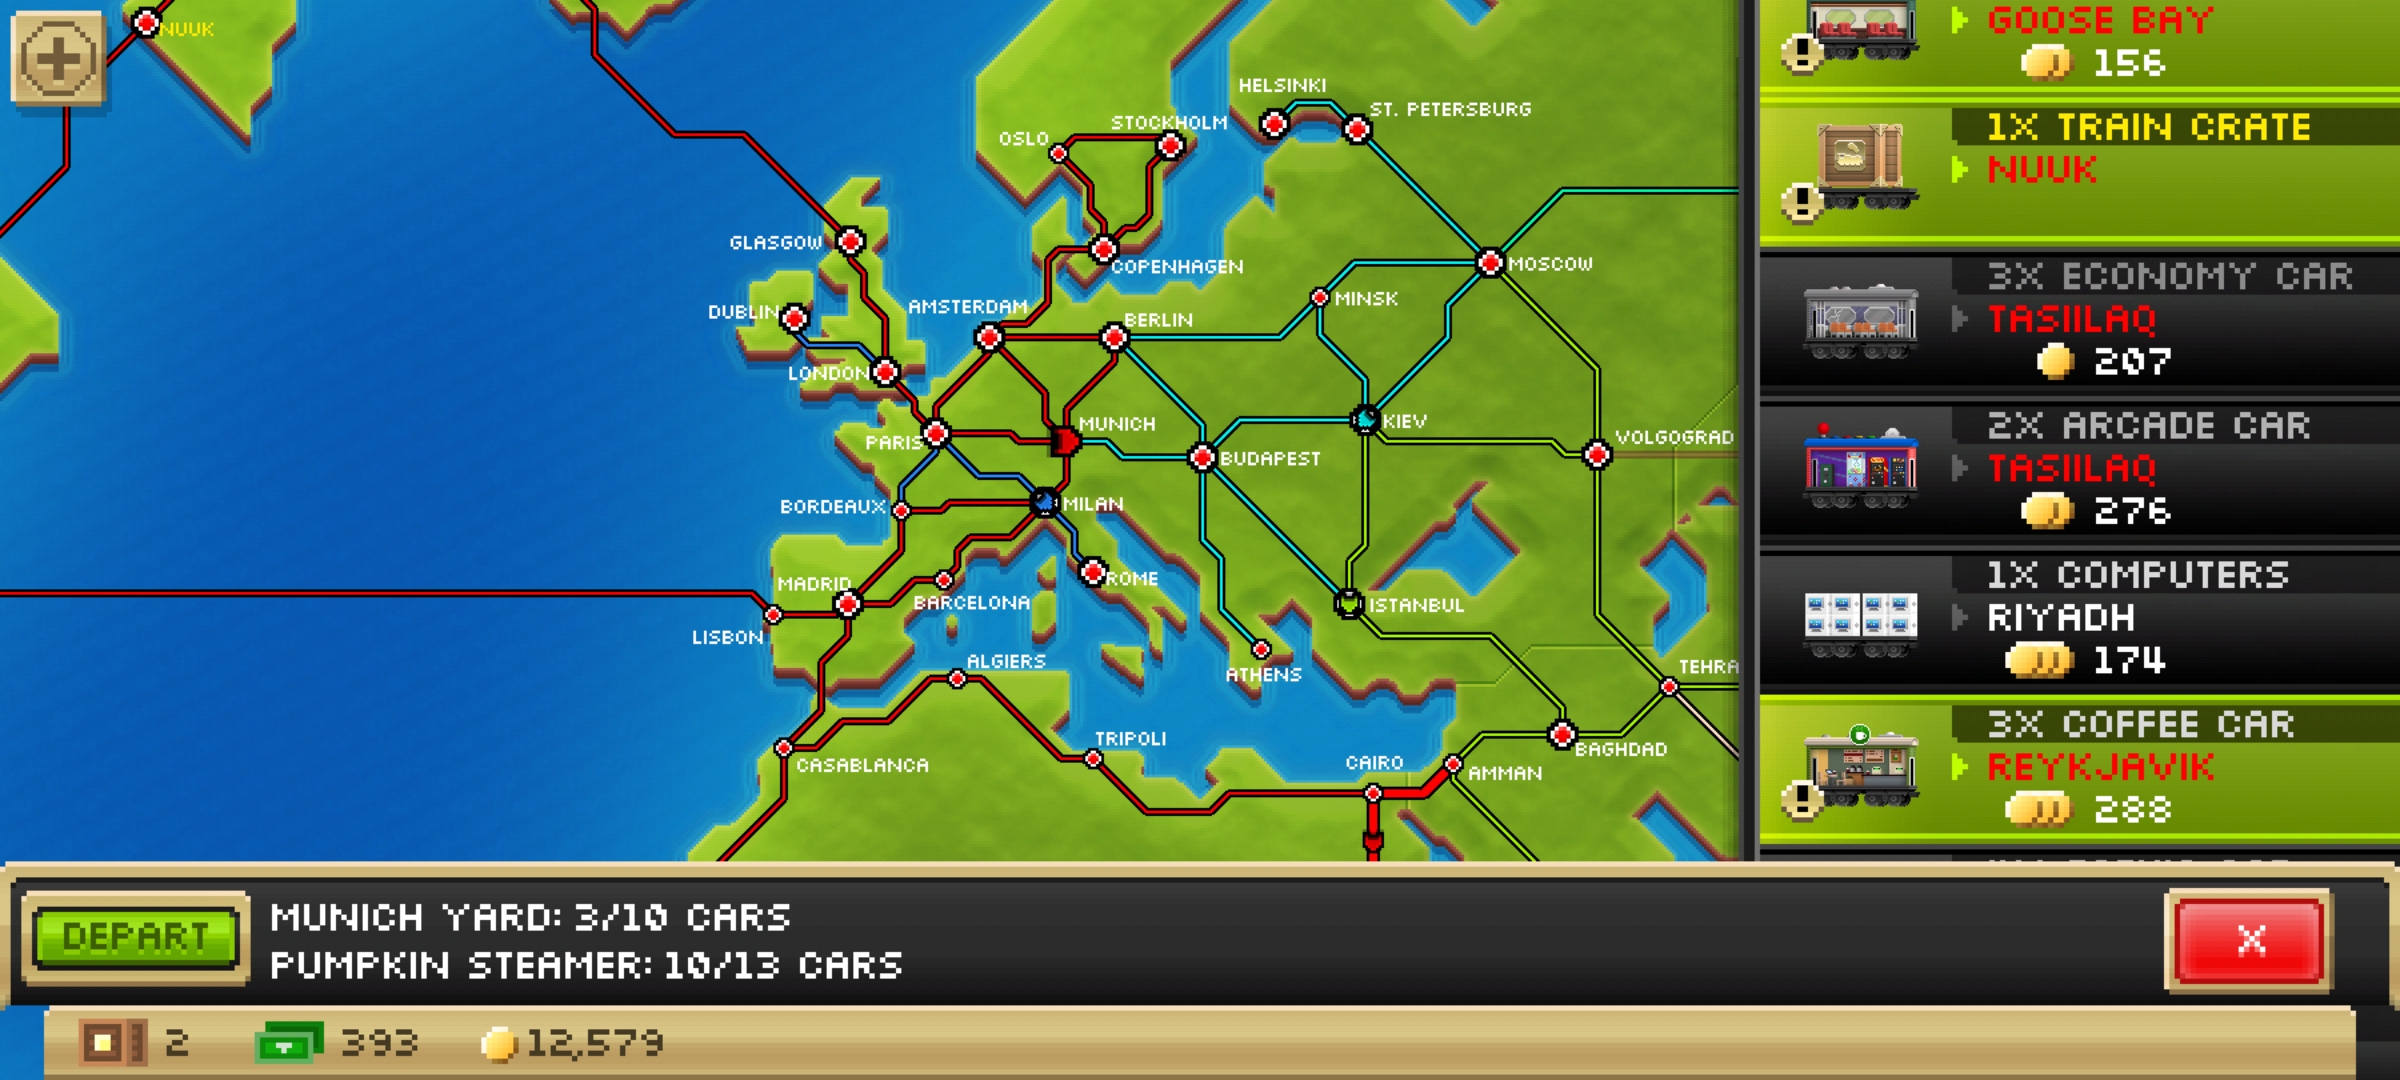 NUUK
HELSINKI
ST. PETERSBURG
STOCKHOLM
OSLO
GLASGOW
COPENHAGEN
MOSCOW
MINSK
DUBLIN
AMSTERDAM
BERLIN
LONDON
MUNICH
KIEV
PARIS
BUDAPEST
VOLGOGRAD
BORDEAUX
MILAN
MADRID
ROME
BARCELONA
ISTANBUL
LISBON
ALGIERS
ATHENS
TEHRA
TRIPOLI
BAGHDAD
CASABLANCA
CAIRO
AMMAN
GOOSE BAY
156
1X TRAIN CRATE
NUUK
3X ECONOMY CAR
TASIILAQ
207
2X ARCADE CAR
TASIILAQ
276
1X COMPUTERS
RIYADH
174
3X COFFEE CAR
REYKJAVIK
288
DEPART
MUNICH YARD: 3/10 CARS
PUMPKIN STEAMER: 10/13 CARS
X
2
393
12,579